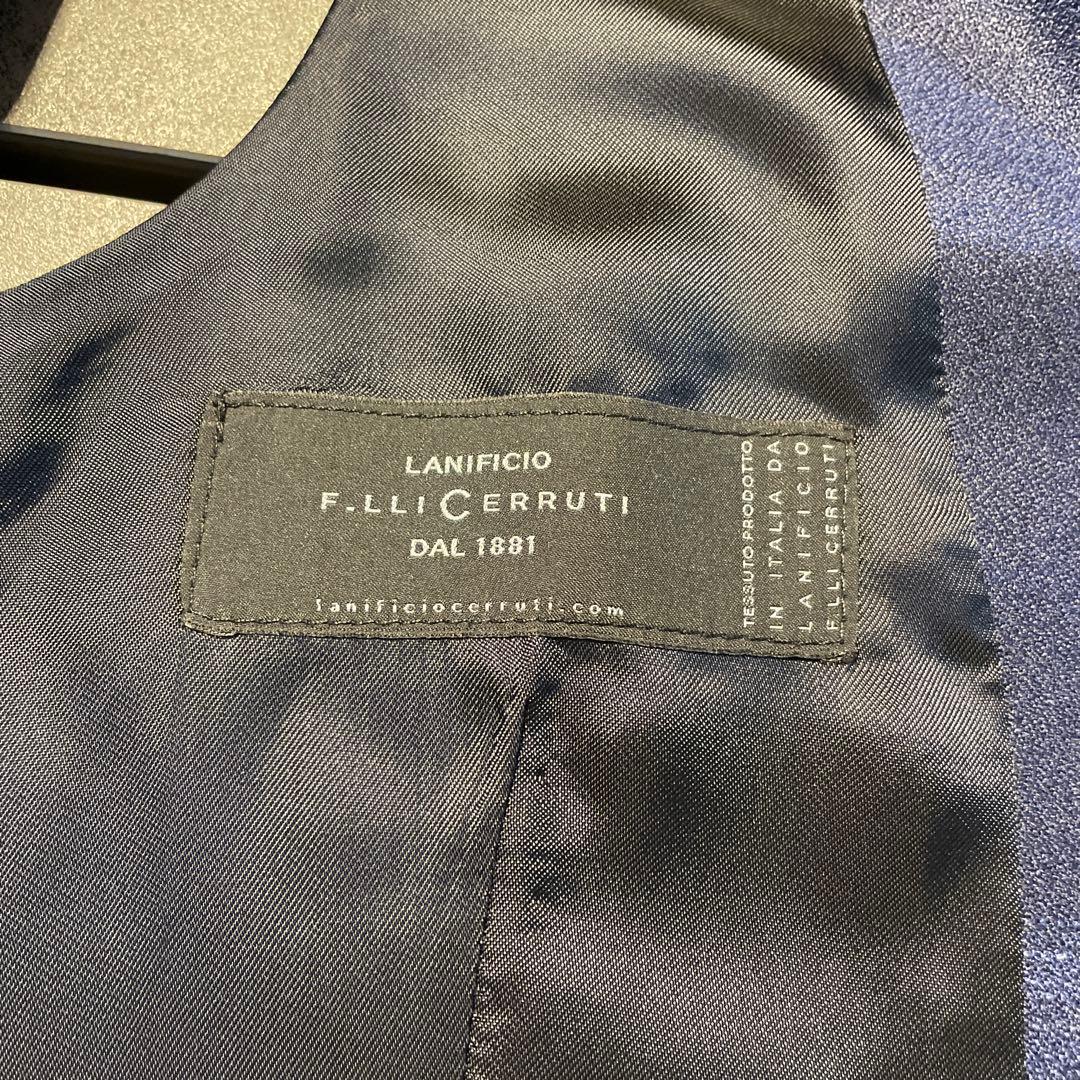 LANIFICIO
F.LLI CERRUTI
DAL 1881
lanificiocerruti.com
TESSUTO PRODOTTO
IN ITALIA DA
LANIFICIO
F.LLI CERRUTI